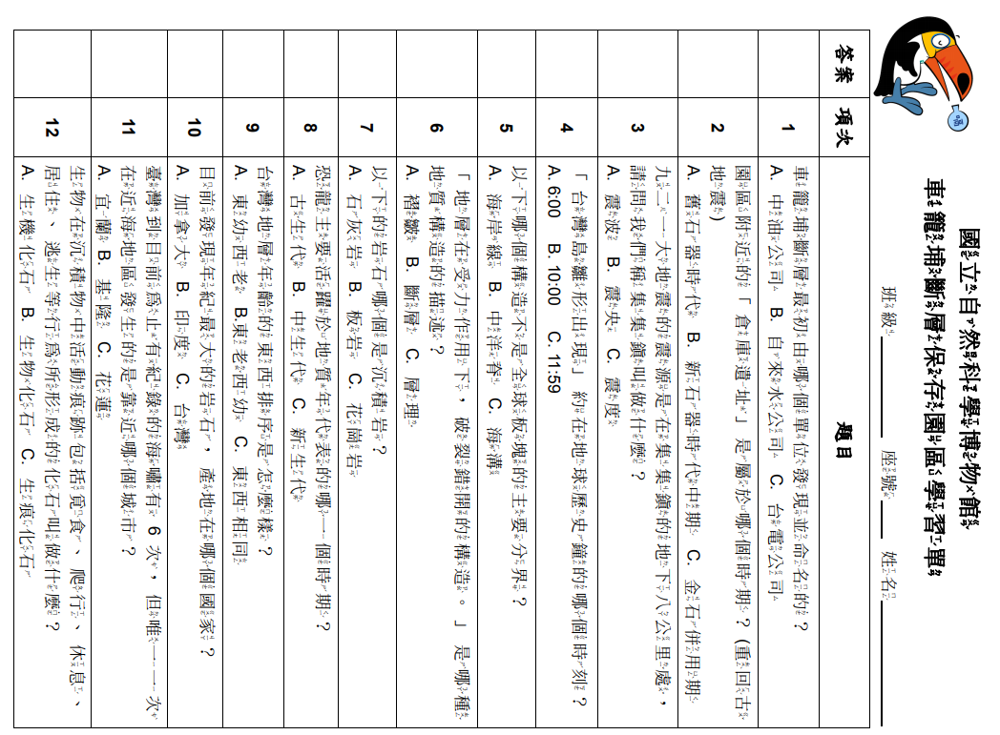 國立自然科學博物館
車籠埔斷層保存園區學習單
班級 座號 姓名
答案 項次 題目
1 車籠埔斷層最初由哪個單位發現並命名的？
A. 中油公司 B. 自來水公司 C. 台電公司
2 園區附近的「倉庫遺址」是屬於哪個時期？(重回古
地震)
A. 舊石器時代 B. 新石器時代中期 C. 金石併用期
3 九二一大地震的震源是在集集鎮的地下八公里處，
請問我們稱集集鎮叫做什麼？
A. 震波 B. 震央 C. 震度
4 「台灣島雛形出現」約在地球歷史鐘的哪個時刻？
A. 6:00 B. 10:00 C. 11:59
5 以下哪個構造不是全球板塊的主要分界？
A. 海岸線 B. 中洋脊 C. 海溝
6 「地層在受力作用下，破裂錯開的構造。」是哪種
地質構造的描述？
A. 褶皺 B. 斷層 C. 層理
7 以下的岩石哪個是沉積岩？
A. 石灰岩 B. 板岩 C. 花崗岩
8 恐龍主要活躍於地質年代表的哪一個時期？
A. 古生代 B. 中生代 C. 新生代
9 台灣地層年齡的東西排序是怎麼樣？
A. 東幼西老 B.東老西幼 C. 東西相同
10 目前發現年紀最大的岩石，產地在哪個國家？
A. 加拿大 B. 印度 C. 台灣
11 臺灣到目前為止有紀錄的海嘯有 6 次，但唯一一次
在近海地區發生的是靠近哪個城市？
A. 宜蘭 B. 基隆 C. 花蓮
12 生物在沉積物中活動痕跡包括覓食、爬行、休息、
居住、逃生等行為所形成的化石叫做什麼？
A. 生機化石 B. 生物化石 C. 生痕化石